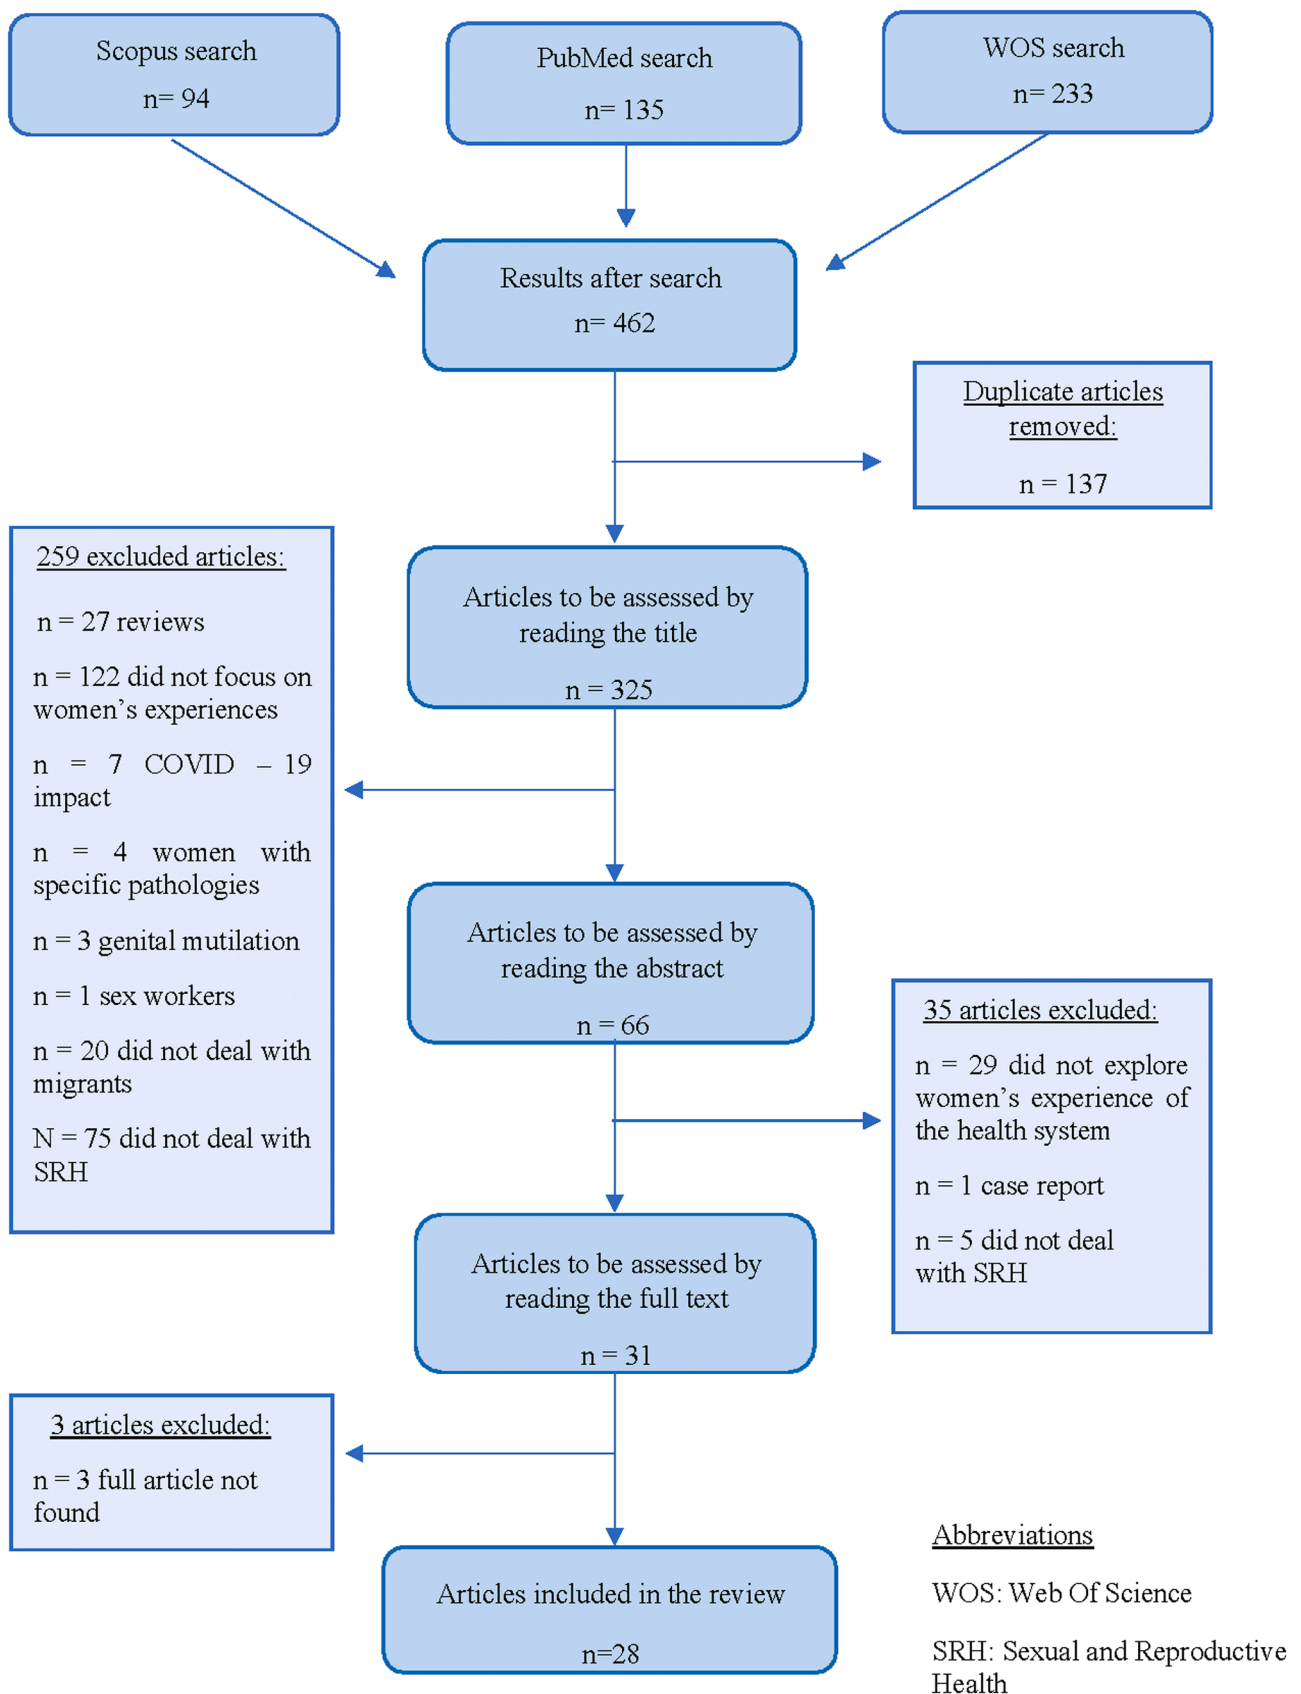 Scopus search
n= 94
PubMed search
n= 135
WOS search
n= 233
Results after search
n= 462
Duplicate articles
removed:
n = 137
Articles to be assessed by
reading the title
n = 325
259 excluded articles:
n = 27 reviews
n = 122 did not focus on
women’s experiences
n = 7 COVID – 19
impact
n = 4 women with
specific pathologies
n = 3 genital mutilation
n = 1 sex workers
n = 20 did not deal with
migrants
N = 75 did not deal with
SRH
Articles to be assessed by
reading the abstract
n = 66
35 articles excluded:
n = 29 did not explore
women’s experience of
the health system
n = 1 case report
n = 5 did not deal
with SRH
Articles to be assessed by
reading the full text
n = 31
3 articles excluded:
n = 3 full article not
found
Articles included in the review
n=28
Abbreviations
WOS: Web Of Science
SRH: Sexual and Reproductive
Health